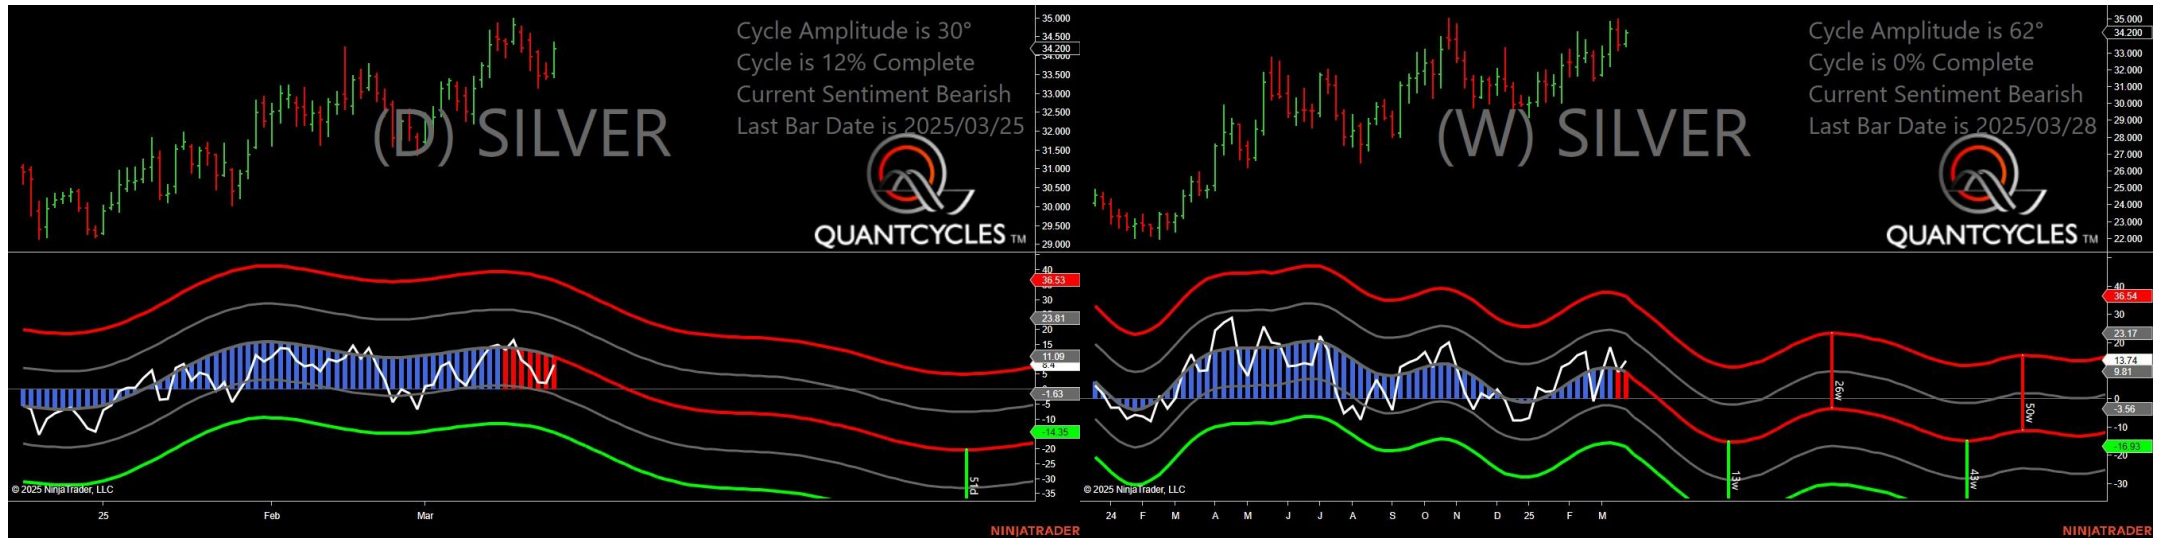 Cycle Amplitude is 30°
Cycle is 12% Complete
Current Sentiment Bearish
Last Bar Date is 2025/03/25
(D) SILVER
QUANTCYCLES TM
35.000
34.500
34.200
34.000
33.500
33.000
32.500
32.000
31.500
31.000
30.500
30.000
29.500
29.000
40
36.53
30
23.81
20
15
11.09
8.4
5
-1.63
-5
-10
-14.35
-20
-25
-30
-35
51d
© 2025 NinjaTrader, LLC
25 Feb Mar
NINJATRADER
Cycle Amplitude is 62°
Cycle is 0% Complete
Current Sentiment Bearish
Last Bar Date is 2025/03/28
(W) SILVER
QUANTCYCLES TM
35.000
34.200
33.000
32.000
31.000
30.000
29.000
28.000
27.000
26.000
25.000
24.000
23.000
22.000
40
36.54
30
23.17
20
13.74
9.81
0
-3.56
-10
-16.93
-20
-30
26w
50w
13w
43w
© 2025 NinjaTrader, LLC
24 F M A M J J A S O N D 25 F M
NINJATRADER